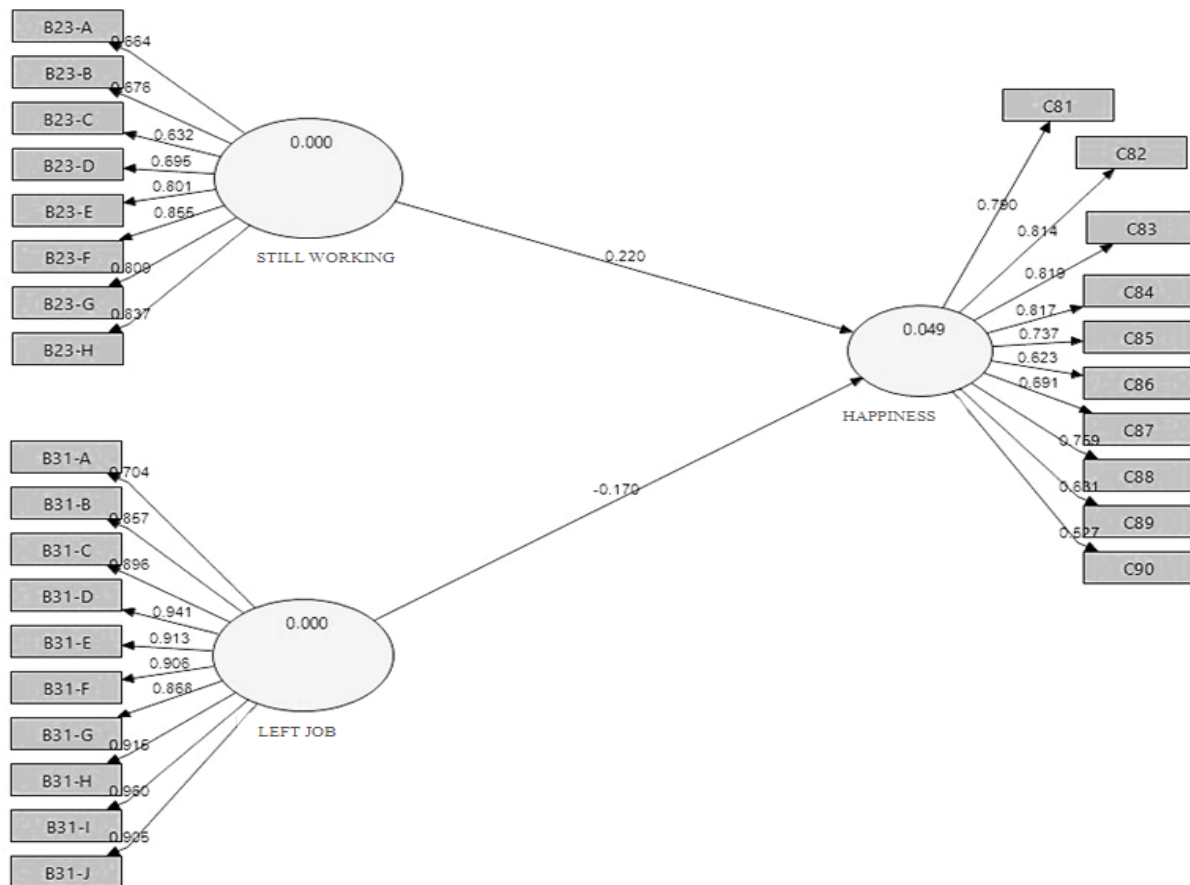 B23-A
0.664
B23-B
0.676
B23-C
0.632
B23-D
0.695
B23-E
0.801
B23-F
0.855
B23-G
0.809
B23-H
0.837
0.000
STILL WORKING
0.220
B31-A
0.704
B31-B
0.857
B31-C
0.896
B31-D
0.941
B31-E
0.913
B31-F
0.906
B31-G
0.868
B31-H
0.915
B31-I
0.960
B31-J
0.905
0.000
LEFT JOB
-0.170
0.049
HAPPINESS
C81
0.790
C82
0.814
C83
0.819
C84
0.817
C85
0.737
C86
0.623
C87
0.691
C88
0.759
C89
0.631
C90
0.527